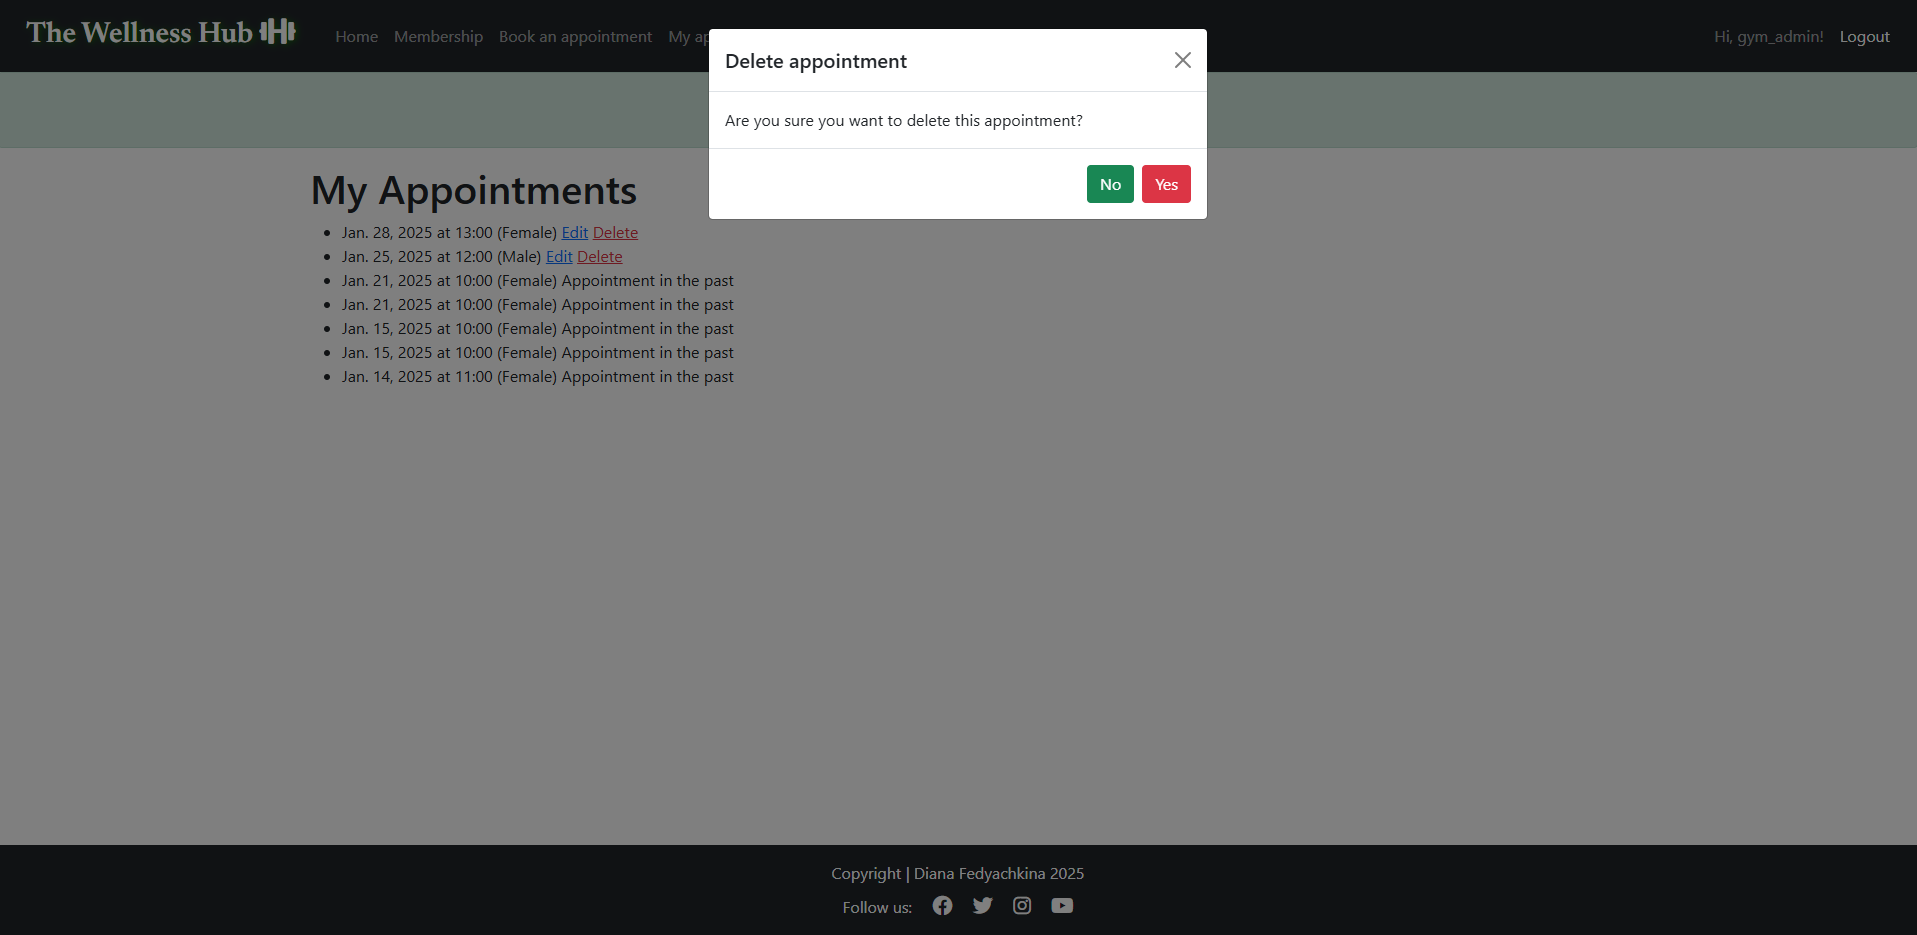 The Wellness Hub
Home Membership Book an appointment My ap
Hi, gym_admin! Logout
Delete appointment
Are you sure you want to delete this appointment?
No Yes
My Appointments
Jan. 28, 2025 at 13:00 (Female) Edit Delete
Jan. 25, 2025 at 12:00 (Male) Edit Delete
Jan. 21, 2025 at 10:00 (Female) Appointment in the past
Jan. 21, 2025 at 10:00 (Female) Appointment in the past
Jan. 15, 2025 at 10:00 (Female) Appointment in the past
Jan. 15, 2025 at 10:00 (Female) Appointment in the past
Jan. 14, 2025 at 11:00 (Female) Appointment in the past
Copyright | Diana Fedyachkina 2025
Follow us: